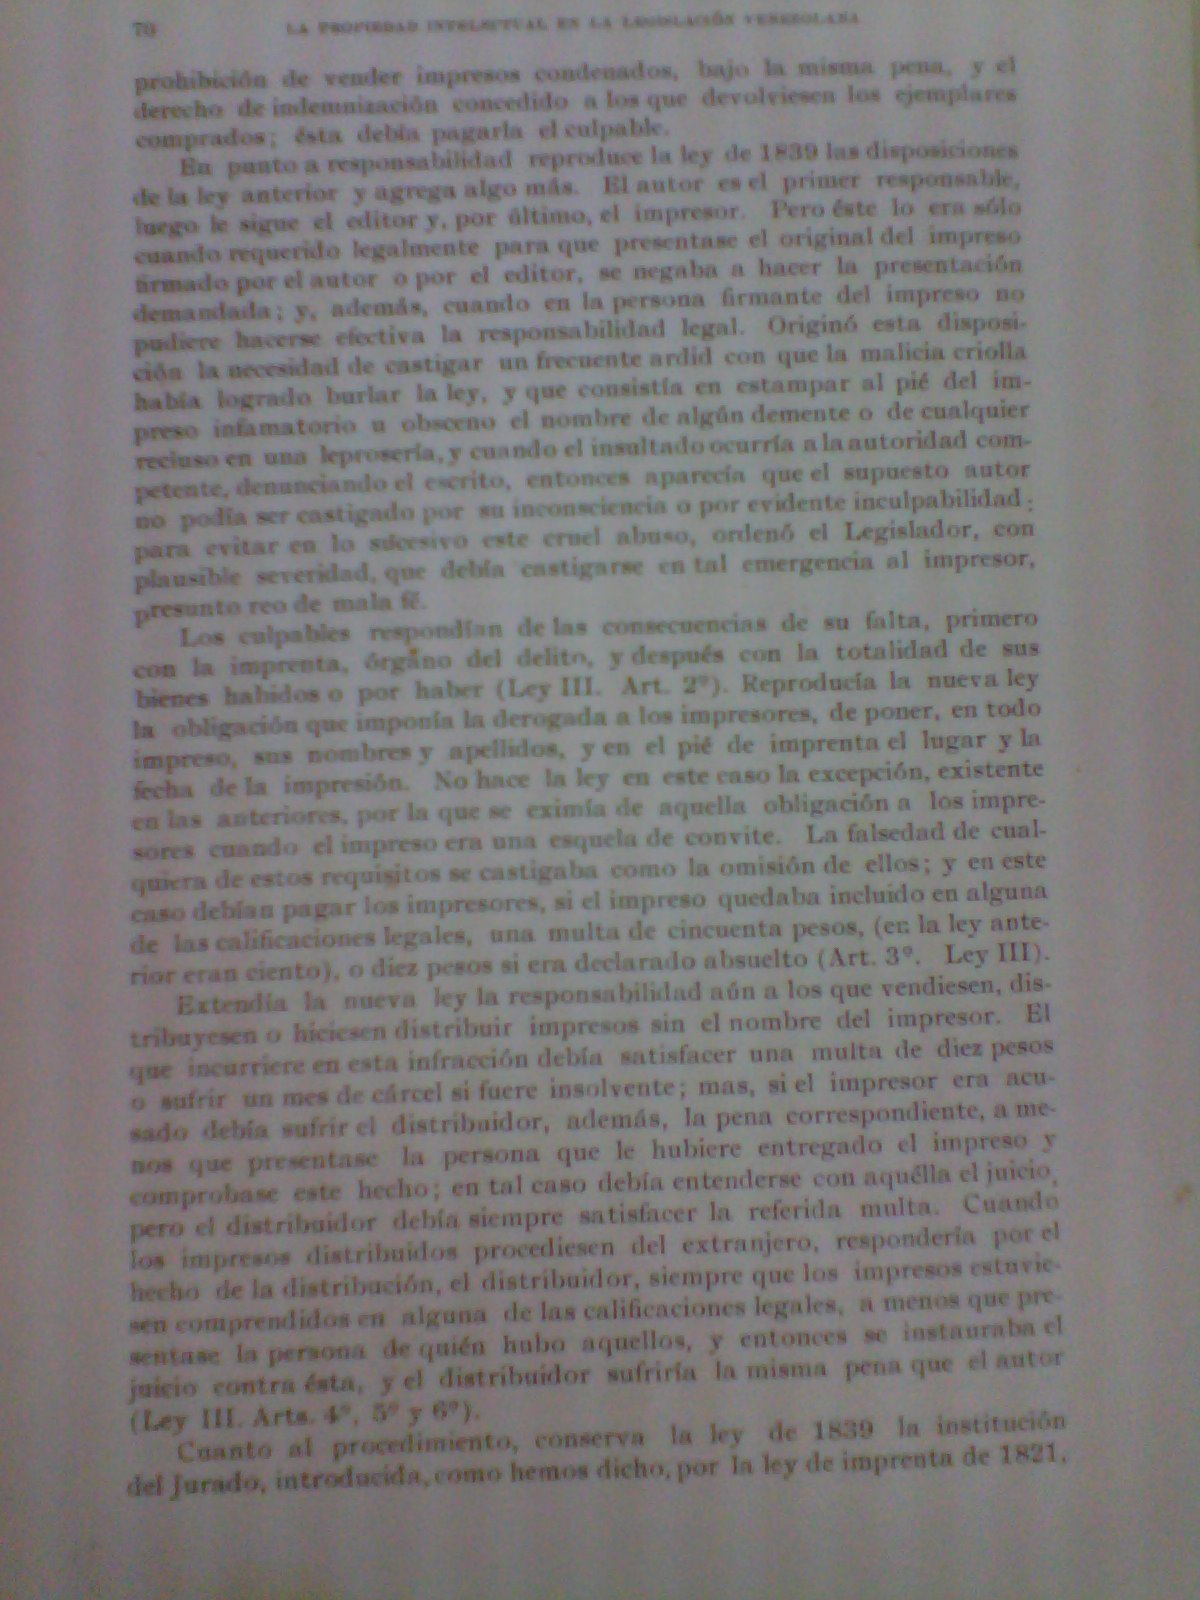 70 LA PROPIEDAD INTELECTUAL EN LA LEGISLACIÓN VENEZOLANA
prohibición de vender impresos condenados, bajo la misma pena, y el
derecho de indemnización concedido a los que devolviesen los ejemplares
comprados; ésta debía pagarla el culpable.
En punto a responsabilidad reproduce la ley de 1839 las disposiciones
de la ley anterior y agrega algo más. El autor es el primer responsable,
luego le sigue el editor y, por último, el impresor. Pero éste lo era sólo
cuando requerido legalmente para que presentase el original del impreso
firmado por el autor o por el editor, se negaba a hacer la presentación
demandada; y, además, cuando en la persona firmante del impreso no
pudiere hacerse efectiva la responsabilidad legal. Originó esta disposi-
ción la necesidad de castigar un frecuente ardid con que la malicia criolla
había logrado burlar la ley, y que consistía en estampar al pié del im-
preso infamatorio u obsceno el nombre de algún demente o de cualquier
recluso en una leprosería, y cuando el insultado ocurría a la autoridad com-
petente, denunciando el escrito, entonces aparecía que el supuesto autor
no podía ser castigado por su inconsciencia o por evidente inculpabilidad:
para evitar en lo sucesivo este cruel abuso, ordenó el Legislador, con
plausible severidad, que debía castigarse en tal emergencia al impresor,
presunto reo de mala fé.
Los culpables respondían de las consecuencias de su falta, primero
con la imprenta, órgano del delito, y después con la totalidad de sus
bienes habidos o por haber (Ley III. Art. 2º). Reproducía la nueva ley
la obligación que imponía la derogada a los impresores, de poner, en todo
impreso, sus nombres y apellidos, y en el pié de imprenta el lugar y la
fecha de la impresión. No hace la ley en este caso la excepción, existente
en las anteriores, por la que se eximía de aquella obligación a los impre-
sores cuando el impreso era una esquela de convite. La falsedad de cual-
quiera de estos requisitos se castigaba como la omisión de ellos; y en este
caso debían pagar los impresores, si el impreso quedaba incluido en alguna
de las calificaciones legales, una multa de cincuenta pesos, (en la ley ante-
rior eran ciento), o diez pesos si era declarado absuelto (Art. 3º. Ley III).
Extendía la nueva ley la responsabilidad aún a los que vendiesen, dis-
tribuyesen o hiciesen distribuir impresos sin el nombre del impresor. El
que incurriere en esta infracción debía satisfacer una multa de diez pesos
o sufrir un mes de cárcel si fuere insolvente; mas, si el impresor era acu-
sado debía sufrir el distribuidor, además, la pena correspondiente, a me-
nos que presentase la persona que le hubiere entregado el impreso y
comprobase este hecho; en tal caso debía entenderse con aquélla el juicio,
pero el distribuidor debía siempre satisfacer la referida multa. Cuando
los impresos distribuidos procediesen del extranjero, respondería por el
hecho de la distribución, el distribuidor, siempre que los impresos estuvie-
sen comprendidos en alguna de las calificaciones legales, a menos que pre-
sentase la persona de quién hubo aquellos, y entonces se instauraba el
juicio contra ésta, y el distribuidor sufriría la misma pena que el autor
(Ley III. Arts. 4º, 5º y 6º).
Cuanto al procedimiento, conserva la ley de 1839 la institución
del Jurado, introducida, como hemos dicho, por la ley de imprenta de 1821,